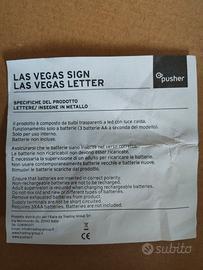 pusher
LAS VEGAS SIGN
LAS VEGAS LETTER
SPECIFICHE DEL PRODOTTO
LETTERE/ INSEGNE IN METALLO
Il prodotto è composto da bulbi trasparenti a led con luce calda.
Funzionamento solo a batterie (3 batterie AA a seconda del modello).
Solo per uso interno.
Batterie non incluse.
Assicurarsi che le batterie siano inserite nel verso corretto.
Le batterie non ricaricabili non devono essere ricaricate.
È necessaria la supervisione di un adulto per ricaricare le batterie.
Non usare contemporaneamente batterie vecchie e batterie nuove.
Rimuovi le batterie scariche dal prodotto.
Ensure that batteries are inserted in correct polarity.
Non-rechargeable batteries are not to be recharged.
Adult supervision is required when recharging batteries.
Do not mix old and new or different types of batteries.
Remove exhausted batteries from product.
Supply terminals are not to be short circuited.
Requires 3XAA batteries, not included.
subito